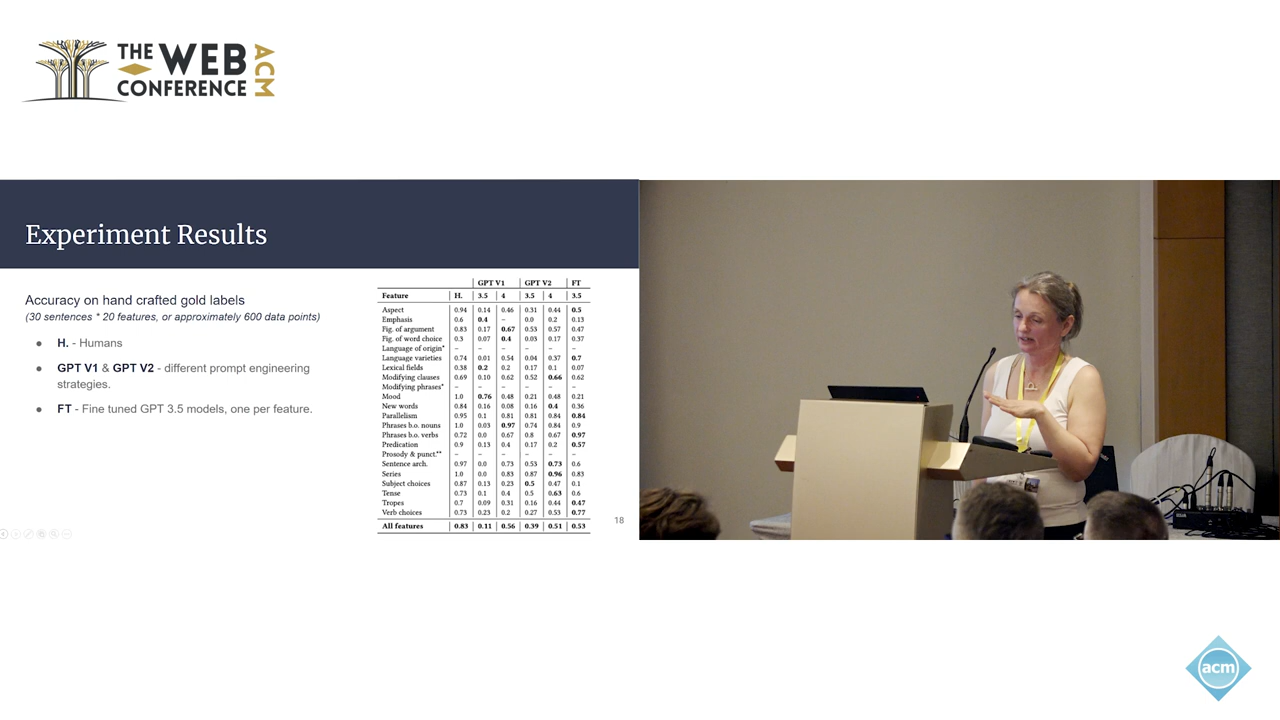 THE WEB
CONFERENCE
ACM
Experiment Results
Accuracy on hand crafted gold labels
(30 sentences * 20 features, or approximately 600 data points)
● H. - Humans
● GPT V1 & GPT V2 - different prompt engineering
strategies.
● FT - Fine tuned GPT 3.5 models, one per feature.
GPT V1 GPT V2 FT
Feature H. 3.5 4 3.5 4 3.5
Aspect 0.94 0.14 0.46 0.31 0.44 0.5
Emphasis 0.6 0.4 – 0.0 0.2 0.13
Fig. of argument 0.83 0.17 0.67 0.53 0.57 0.47
Fig. of word choice 0.3 0.07 0.4 0.03 0.17 0.37
Language of origin* – – – – – –
Language varieties 0.74 0.01 0.54 0.04 0.37 0.7
Lexical fields 0.38 0.2 0.2 0.17 0.1 0.07
Modifying clauses 0.69 0.10 0.62 0.52 0.66 0.62
Modifying phrases* – – – – – –
Mood 1.0 0.76 0.48 0.21 0.48 0.21
New words 0.84 0.16 0.08 0.16 0.4 0.36
Parallelism 0.95 0.1 0.81 0.81 0.84 0.84
Phrases b.o. nouns 1.0 0.03 0.97 0.74 0.84 0.9
Phrases b.o. verbs 0.72 0.0 0.67 0.8 0.67 0.97
Predication 0.9 0.13 0.4 0.17 0.2 0.57
Prosody & punct.** – – – – – –
Sentence arch. 0.97 0.0 0.73 0.53 0.73 0.6
Series 1.0 0.0 0.83 0.87 0.96 0.83
Subject choices 0.87 0.13 0.23 0.5 0.47 0.1
Tense 0.73 0.1 0.4 0.5 0.63 0.6
Tropes 0.7 0.09 0.31 0.16 0.44 0.47
Verb choices 0.73 0.23 0.2 0.27 0.53 0.77
All features 0.83 0.11 0.56 0.39 0.51 0.53
18
acm